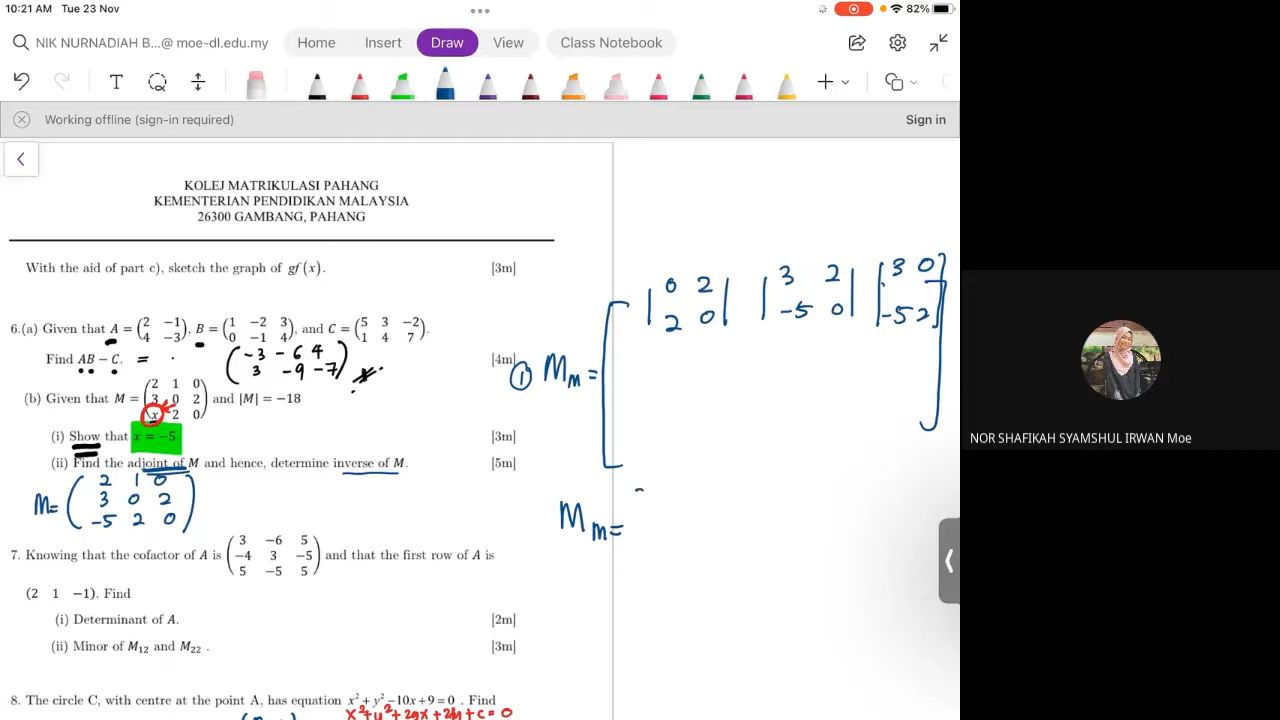 10:21 AM Tue 23 Nov
82%
NIK NURNADIAH B...@ moe-dl.edu.my
Home Insert Draw View Class Notebook
Working offline (sign-in required)
Sign in
KOLEJ MATRIKULASI PAHANG
KEMENTERIAN PENDIDIKAN MALAYSIA
26300 GAMBANG, PAHANG
With the aid of part c), sketch the graph of gf(x). [3m]
6.(a) Given that A = (2 −1; 4 −3), B = (1 −2 3; 0 −1 4), and C = (5 3 −2; 1 4 7).
Find AB − C. = (-3 -6 4; 3 -9 -7) [4m]
(b) Given that M = (2 1 0; 3 0 2; x 2 0) and |M| = −18
(i) Show that x = −5 [3m]
(ii) Find the adjoint of M and hence, determine inverse of M. [5m]
M = (2 1 0; 3 0 2; -5 2 0)
7. Knowing that the cofactor of A is (3 −6 5; −4 3 −5; 5 −5 5) and that the first row of A is
(2 1 −1). Find
(i) Determinant of A. [2m]
(ii) Minor of M₁₂ and M₂₂ . [3m]
8. The circle C, with centre at the point A, has equation x² + y² −10x + 9 = 0. Find
① Mm = [ |0 2; 2 0| |3 2; -5 0| |3 0; -5 2| ]
Mm =
NOR SHAFIKAH SYAMSHUL IRWAN Moe